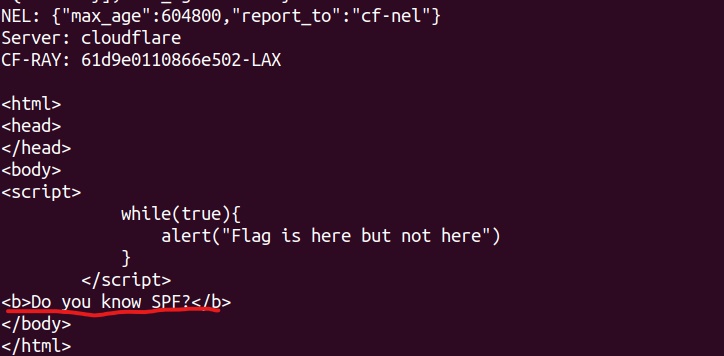 NEL: {"max_age":604800,"report_to":"cf-nel"}
Server: cloudflare
CF-RAY: 61d9e0110866e502-LAX
<html>
<head>
</head>
<body>
<script>
while(true){
alert("Flag is here but not here")
}
</script>
<b>Do you know SPF?</b>
</body>
</html>